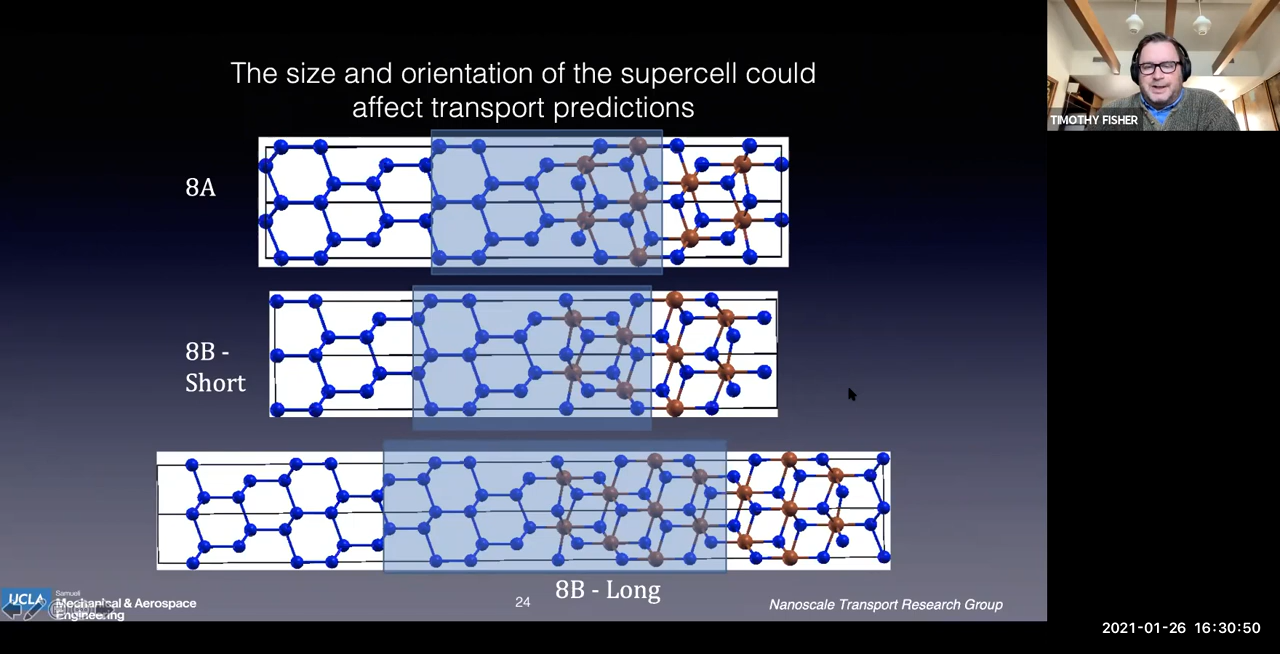 The size and orientation of the supercell could
affect transport predictions
TIMOTHY FISHER
8A
8B -
Short
8B - Long
UCLA
Samueli
Mechanical & Aerospace
Engineering
24
Nanoscale Transport Research Group
2021-01-26 16:30:50